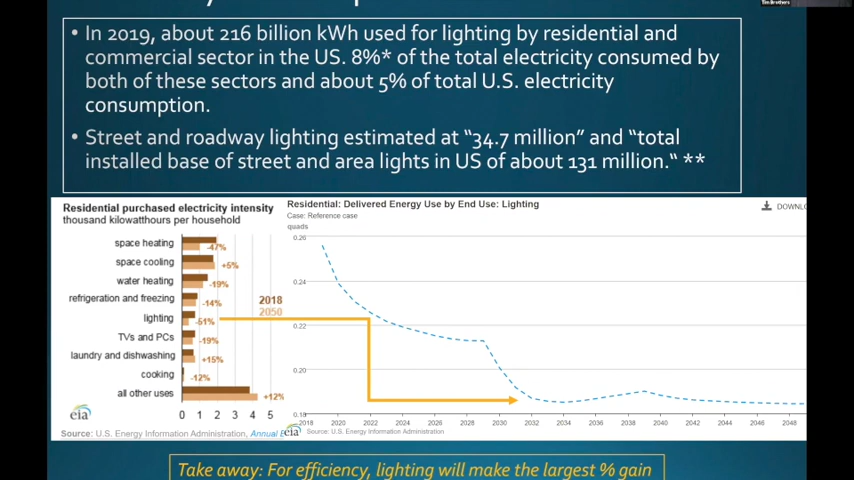 Tim Brothers
• In 2019, about 216 billion kWh used for lighting by residential and
commercial sector in the US. 8%* of the total electricity consumed by
both of these sectors and about 5% of total U.S. electricity
consumption.
• Street and roadway lighting estimated at “34.7 million” and “total
installed base of street and area lights in US of about 131 million.“ **
Residential purchased electricity intensity
thousand kilowatthours per household
space heating -47%
space cooling +5%
water heating -19%
refrigeration and freezing -14%
2018
2050
lighting -51%
TVs and PCs -19%
laundry and dishwashing +15%
cooking -12%
all other uses +12%
0 1 2 3 4 5
eia
Source: U.S. Energy Information Administration, Annual
Residential: Delivered Energy Use by End Use: Lighting
DOWNLO
Case: Reference case
quads
0.26
0.24
0.22
0.20
0.18
2018 2020 2022 2024 2026 2028 2030 2032 2034 2036 2038 2040 2042 2044 2046 2048
eia Source: U.S. Energy Information Administration
Take away: For efficiency, lighting will make the largest % gain